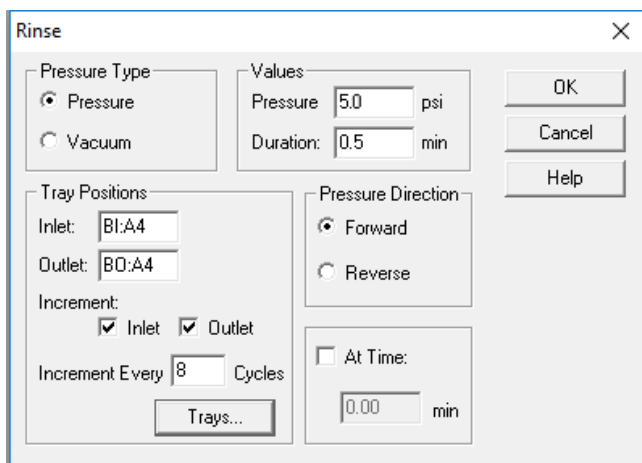 Rinse
Pressure Type
Pressure
Vacuum
Values
Pressure 5.0 psi
Duration: 0.5 min
OK
Cancel
Help
Tray Positions
Inlet: BI:A4
Outlet: BO:A4
Increment:
Inlet Outlet
Increment Every 8 Cycles
Trays...
Pressure Direction
Forward
Reverse
At Time:
0.00 min